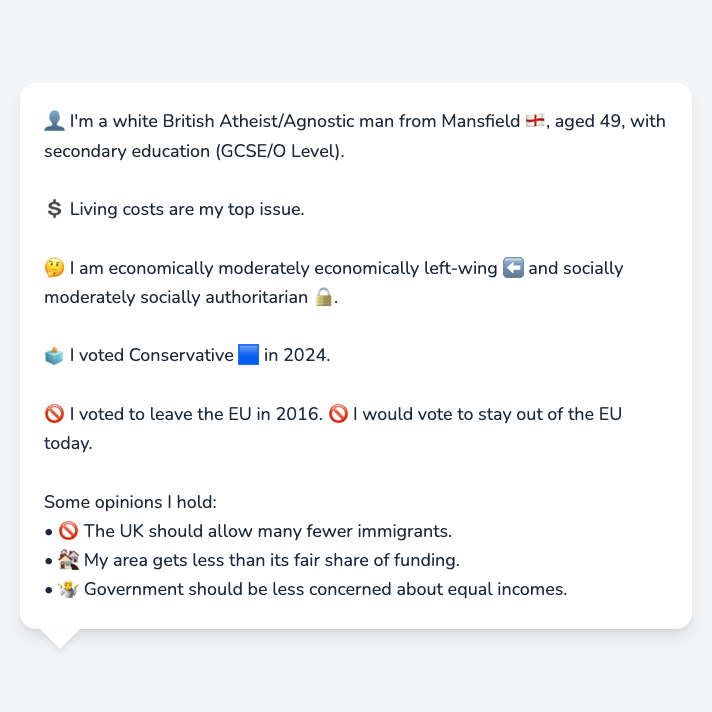 👤 I'm a white British Atheist/Agnostic man from Mansfield 🏴󠁧󠁢󠁥󠁮󠁧󠁿, aged 49, with
secondary education (GCSE/O Level).
💲 Living costs are my top issue.
🤔 I am economically moderately economically left-wing ⬅️ and socially
moderately socially authoritarian 🔒.
🗳️ I voted Conservative 🟦 in 2024.
🚫 I voted to leave the EU in 2016. 🚫 I would vote to stay out of the EU
today.
Some opinions I hold:
• 🚫 The UK should allow many fewer immigrants.
• 🏚️ My area gets less than its fair share of funding.
• 🤷 Government should be less concerned about equal incomes.